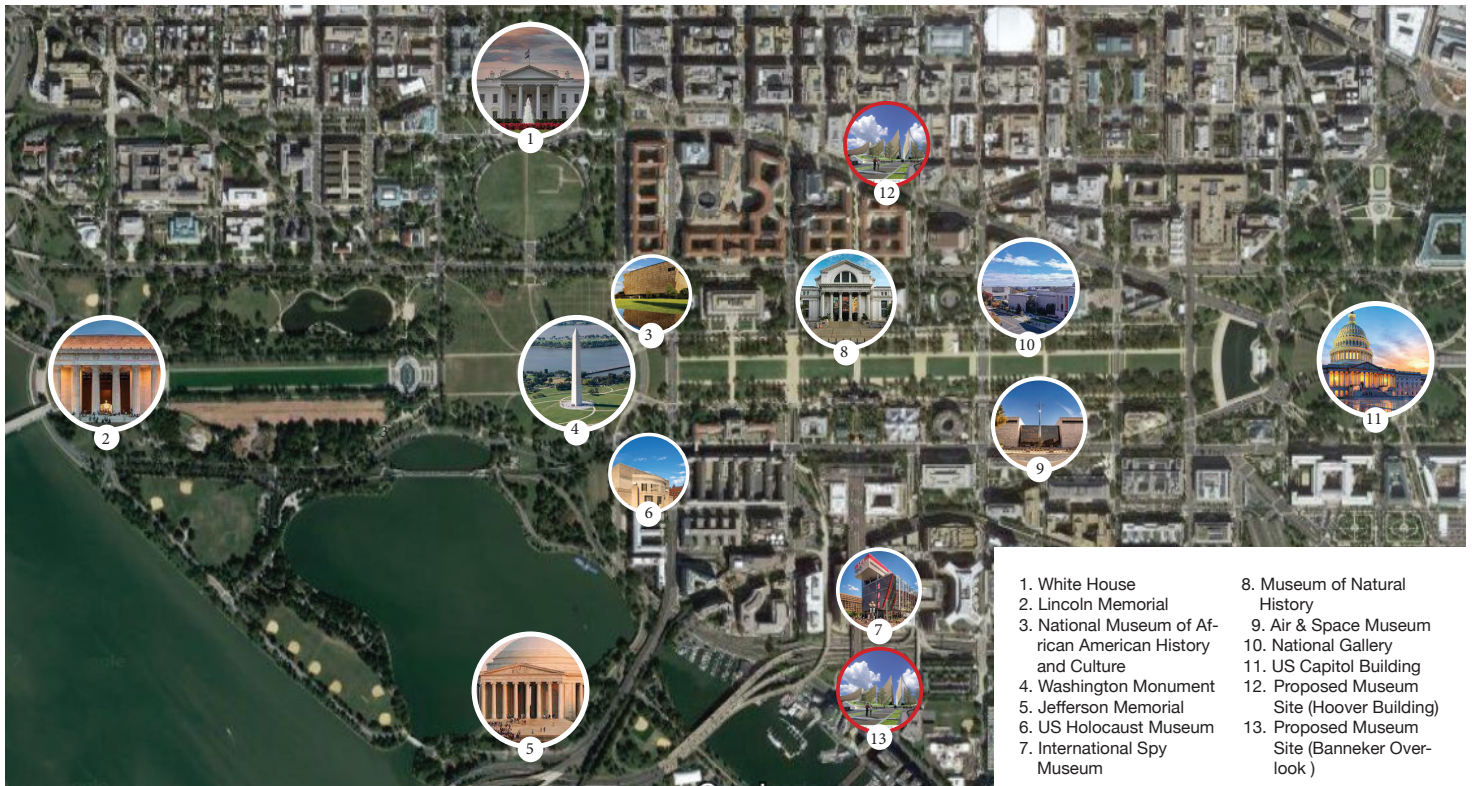 1
12
3
8
10
4
2
11
9
6
7
13
5
1. White House
2. Lincoln Memorial
3. National Museum of Af-
rican American History
and Culture
4. Washington Monument
5. Jefferson Memorial
6. US Holocaust Museum
7. International Spy
Museum
8. Museum of Natural
History
9. Air & Space Museum
10. National Gallery
11. US Capitol Building
12. Proposed Museum
Site (Hoover Building)
13. Proposed Museum
Site (Banneker Over-
look )